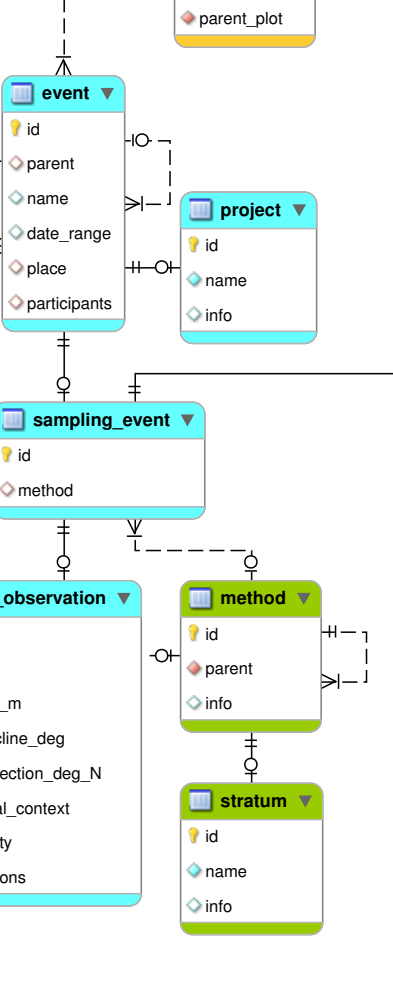 parent_plot
event
id
parent
name
date_range
place
participants
project
id
name
info
sampling_event
id
method
_observation
_m
cline_deg
ection_deg_N
al_context
ty
ons
method
id
parent
info
stratum
id
name
info